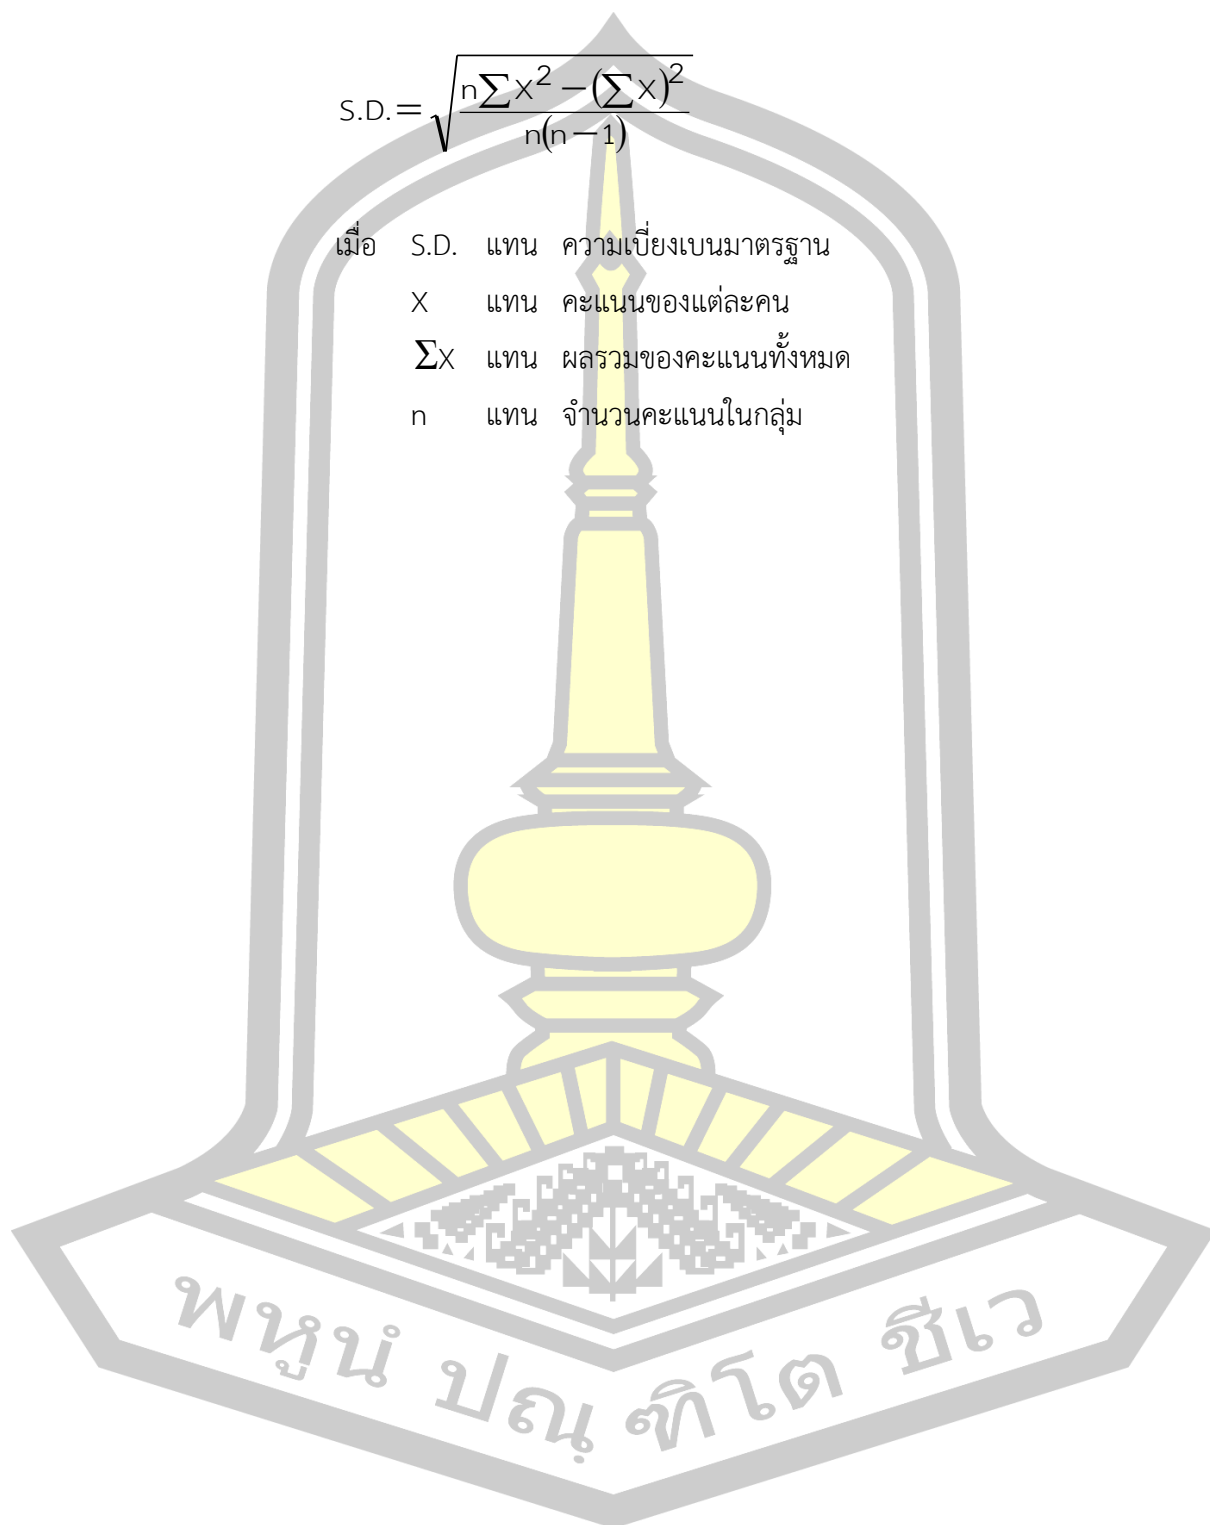 S.D. = √(n∑X² − (∑X)² / n(n−1))
เมื่อ S.D. แทน ความเบี่ยงเบนมาตรฐาน
X แทน คะแนนของแต่ละคน
∑X แทน ผลรวมของคะแนนทั้งหมด
n แทน จำนวนคะแนนในกลุ่ม
พหูนํ ปณฺ ฑิโต ชีเว